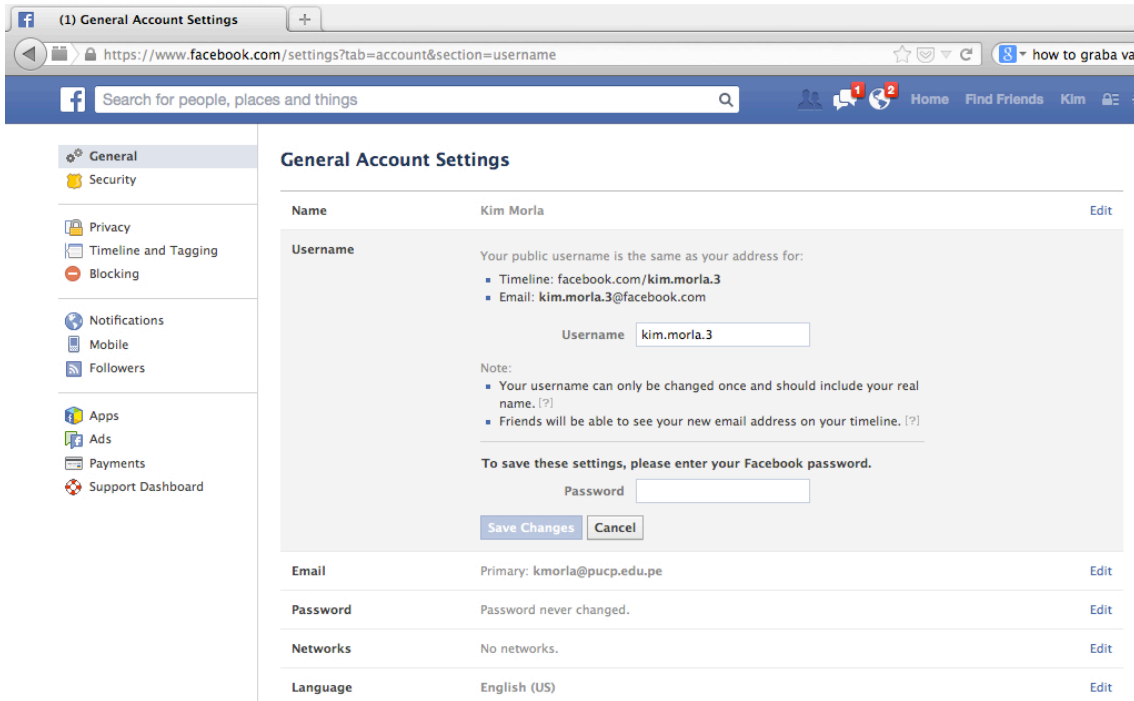 (1) General Account Settings
https://www.facebook.com/settings?tab=account&section=username
how to graba va
Search for people, places and things
1
2
Home Find Friends Kim
General
Security
Privacy
Timeline and Tagging
Blocking
Notifications
Mobile
Followers
Apps
Ads
Payments
Support Dashboard
General Account Settings
Name Kim Morla Edit
Username
Your public username is the same as your address for:
Timeline: facebook.com/kim.morla.3
Email: kim.morla.3@facebook.com
Username kim.morla.3
Note:
Your username can only be changed once and should include your real
name. [?]
Friends will be able to see your new email address on your timeline. [?]
To save these settings, please enter your Facebook password.
Password
Save Changes Cancel
Email Primary: kmorla@pucp.edu.pe Edit
Password Password never changed. Edit
Networks No networks. Edit
Language English (US) Edit